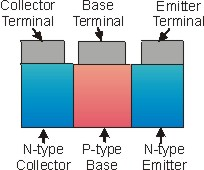 Collector Base Emitter
Terminal Terminal Terminal
N-type P-type N-type
Collector Base Emitter